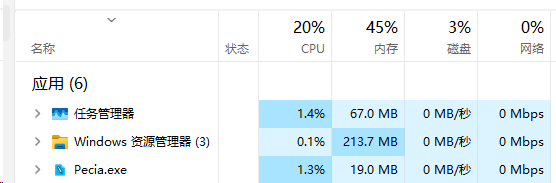 20% 45% 3% 0%
名称 状态 CPU 内存 磁盘 网络
应用 (6)
任务管理器 1.4% 67.0 MB 0 MB/秒 0 Mbps
Windows 资源管理器 (3) 0.1% 213.7 MB 0 MB/秒 0 Mbps
Pecia.exe 1.3% 19.0 MB 0 MB/秒 0 Mbps